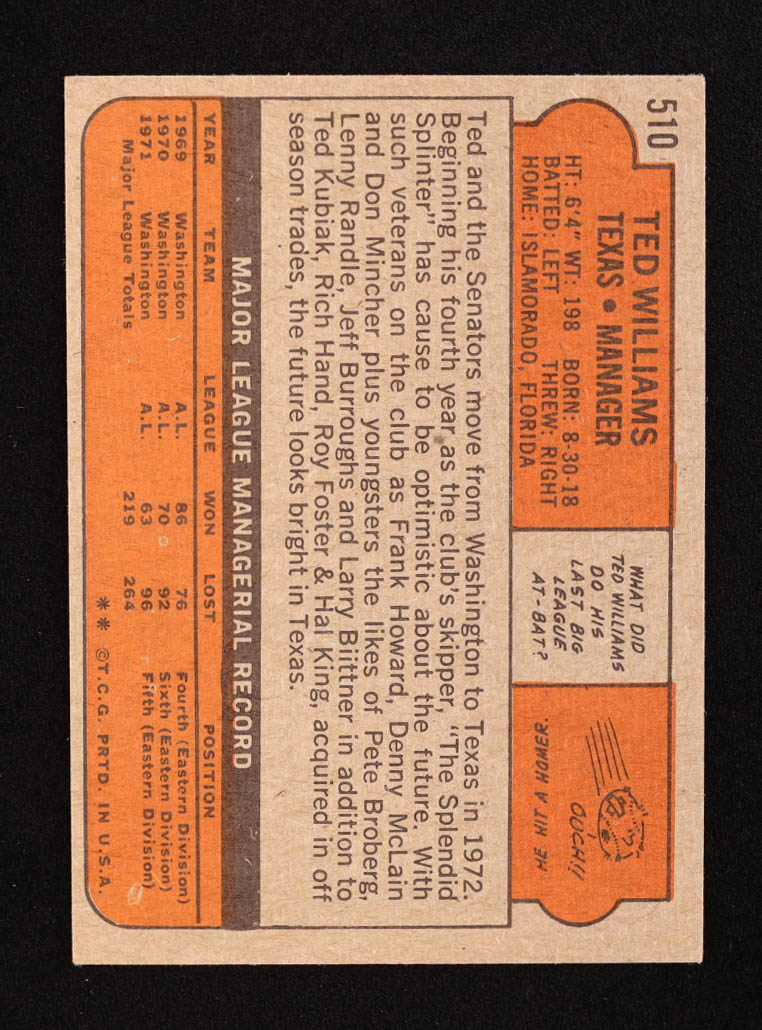 510
TED WILLIAMS
TEXAS • MANAGER
HT: 6'4" WT: 198 BORN: 8-30-18
BATTED: LEFT THREW: RIGHT
HOME: ISLAMORADO, FLORIDA
WHAT DID
TED WILLIAMS
DO HIS
LAST BIG
LEAGUE
AT-BAT?
OUCH!!
HE HIT A HOMER.
Ted and the Senators move from Washington to Texas in 1972.
Beginning his fourth year as the club's skipper, "The Splendid
Splinter" has cause to be optimistic about the future. With
such veterans on the club as Frank Howard, Denny McLain
and Don Mincher plus youngsters the likes of Pete Broberg,
Lenny Randle, Jeff Burroughs and Larry Biittner in addition to
Ted Kubiak, Rich Hand, Roy Foster & Hal King, acquired in off
season trades, the future looks bright in Texas.
MAJOR LEAGUE MANAGERIAL RECORD
YEAR TEAM LEAGUE WON LOST POSITION
1969 Washington A.L. 86 76 Fourth (Eastern Division)
1970 Washington A.L. 70 92 Sixth (Eastern Division)
1971 Washington A.L. 63 96 Fifth (Eastern Division)
Major League Totals 219 264
** ©T.C.G. PRTD. IN U.S.A.